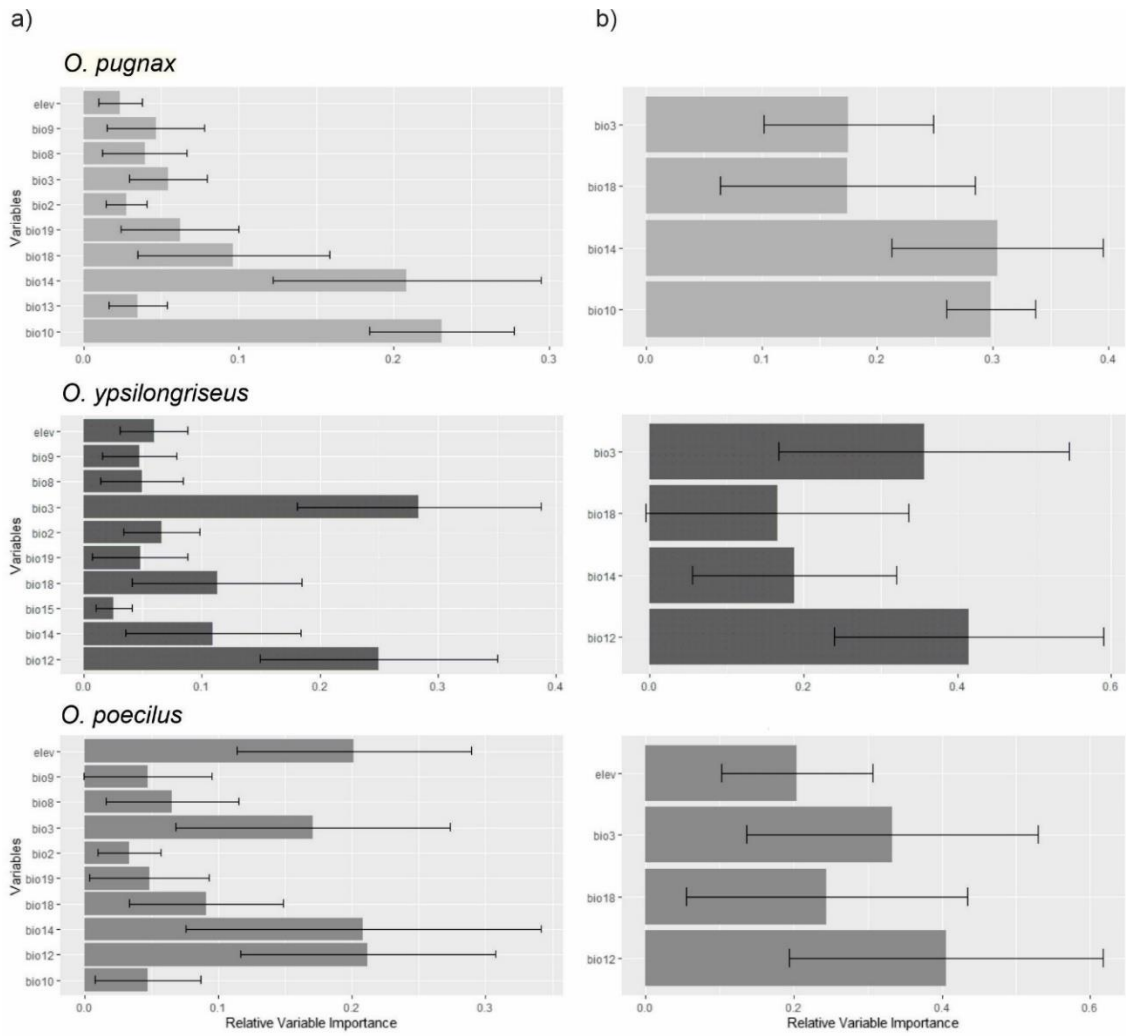 a)
b)
O. pugnax
Variables
elev
bio9
bio8
bio3
bio2
bio19
bio18
bio14
bio13
bio10
0.0 0.1 0.2 0.3
bio3
bio18
bio14
bio10
0.0 0.1 0.2 0.3 0.4
O. ypsilongriseus
Variables
elev
bio9
bio8
bio3
bio2
bio19
bio18
bio15
bio14
bio12
0.0 0.1 0.2 0.3 0.4
bio3
bio18
bio14
bio12
0.0 0.2 0.4 0.6
O. poecilus
Variables
elev
bio9
bio8
bio3
bio2
bio19
bio18
bio14
bio12
bio10
0.0 0.1 0.2 0.3
Relative Variable Importance
elev
bio3
bio18
bio12
0.0 0.2 0.4 0.6
Relative Variable Importance